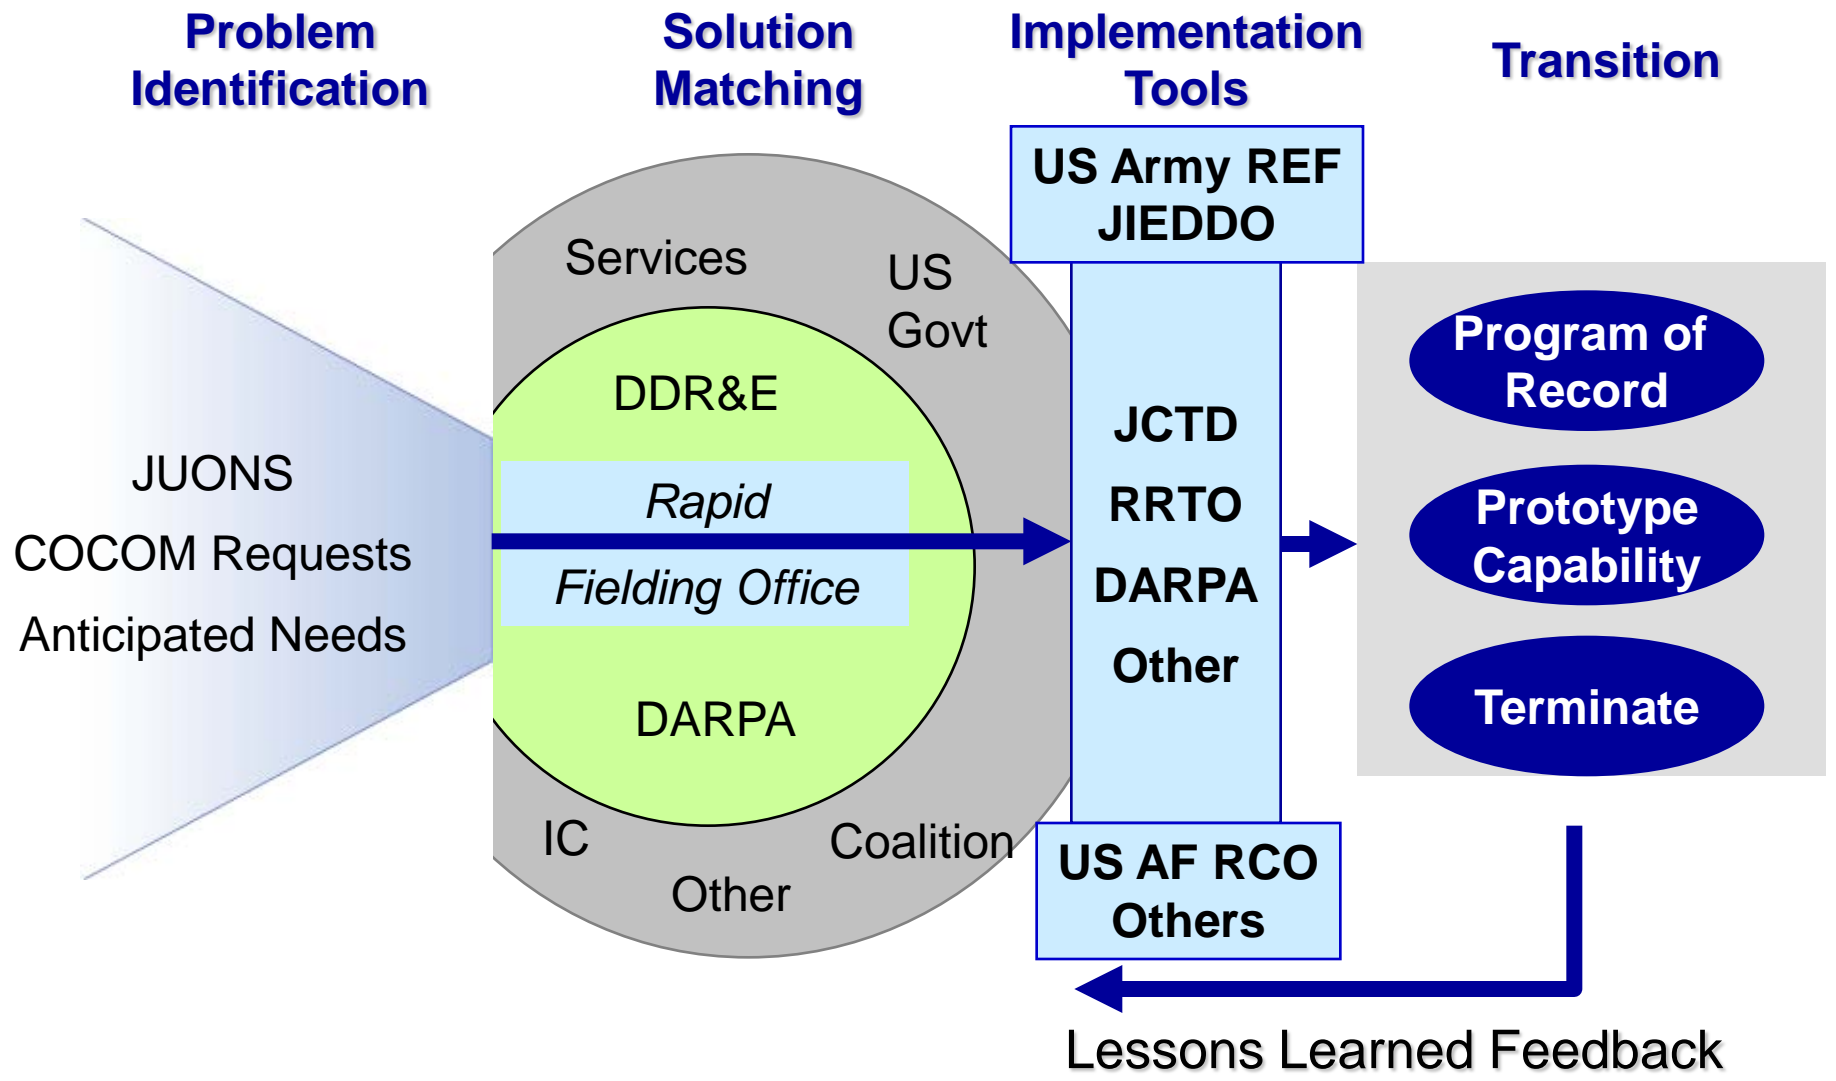 Problem
Identification
Solution
Matching
Implementation
Tools
Transition
JUONS
COCOM Requests
Anticipated Needs
Services
US
Govt
DDR&E
Rapid
Fielding Office
DARPA
IC
Other
Coalition
US Army REF
JIEDDO
JCTD
RRTO
DARPA
Other
US AF RCO
Others
Program of
Record
Prototype
Capability
Terminate
Lessons Learned Feedback